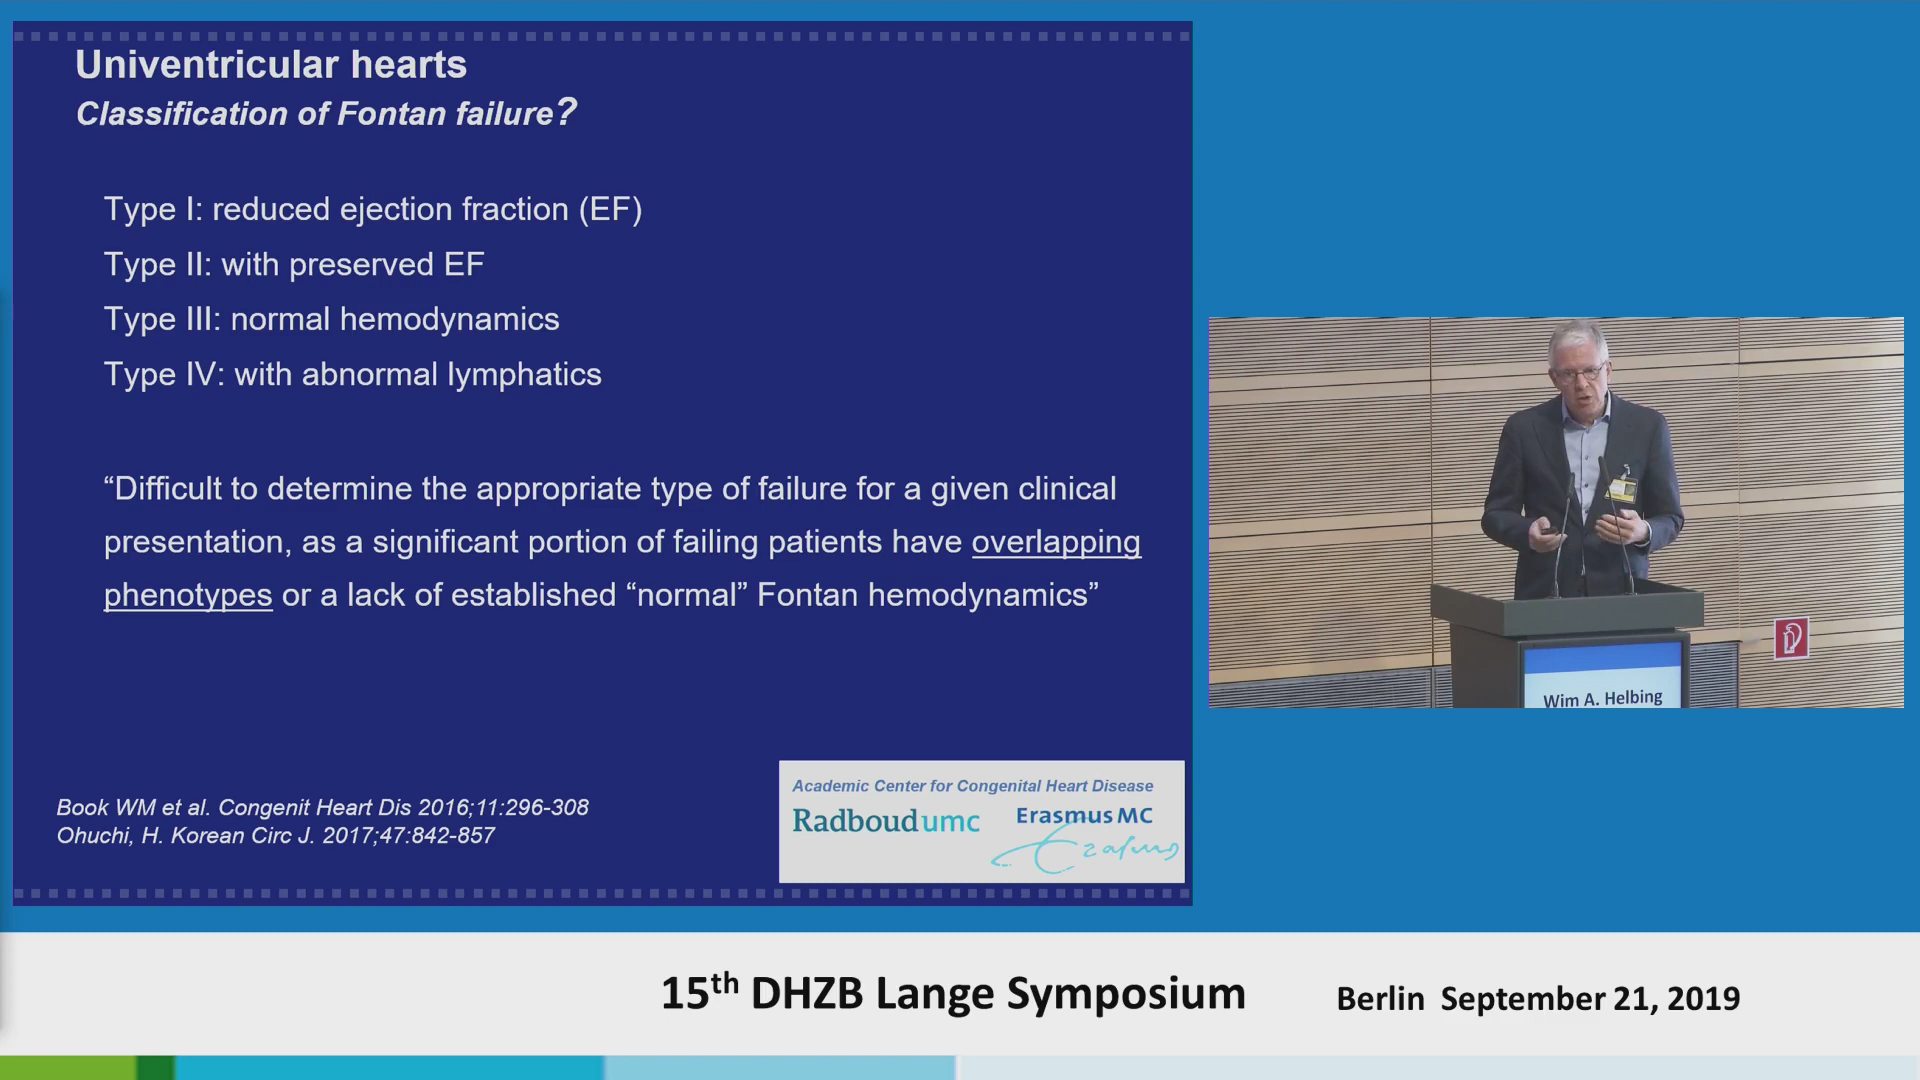 Univentricular hearts
Classification of Fontan failure?
Type I: reduced ejection fraction (EF)
Type II: with preserved EF
Type III: normal hemodynamics
Type IV: with abnormal lymphatics
“Difficult to determine the appropriate type of failure for a given clinical
presentation, as a significant portion of failing patients have overlapping
phenotypes or a lack of established “normal” Fontan hemodynamics”
Book WM et al. Congenit Heart Dis 2016;11:296-308
Ohuchi, H. Korean Circ J. 2017;47:842-857
Academic Center for Congenital Heart Disease
Radboudumc
Erasmus MC
Erasmus
Wim A. Helbing
15th DHZB Lange Symposium
Berlin September 21, 2019